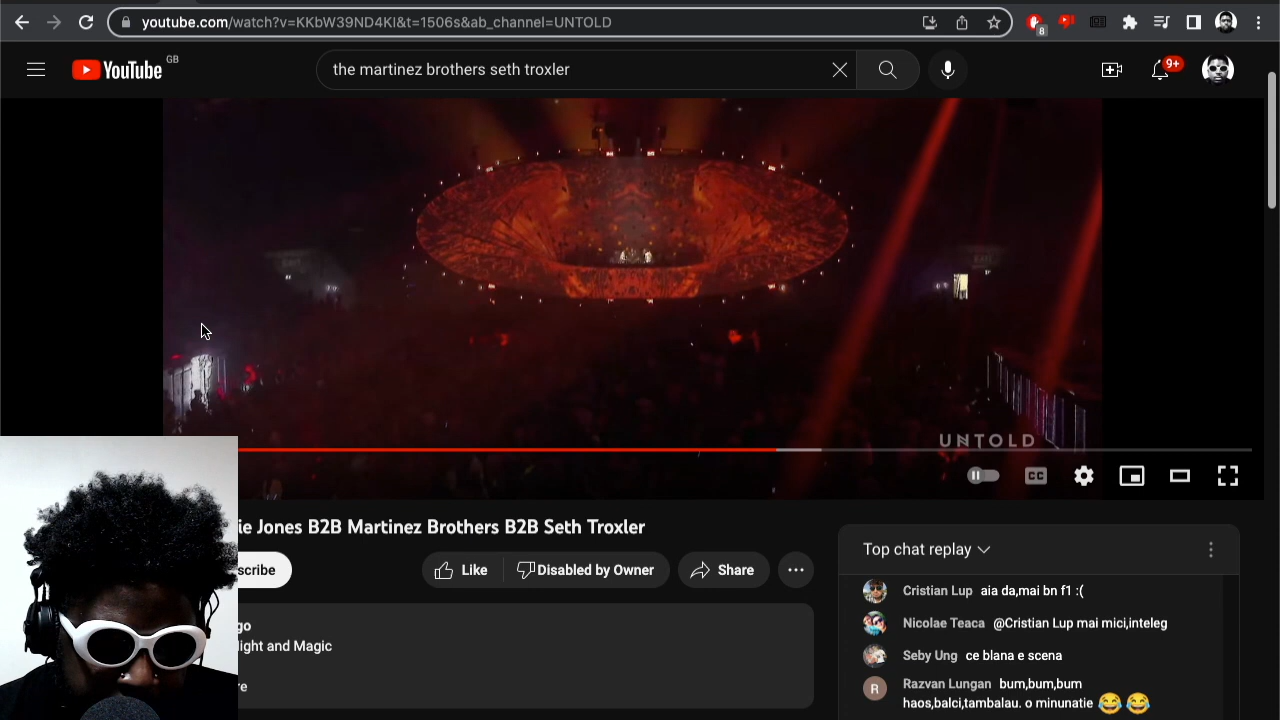 youtube.com/watch?v=KKbW39ND4KI&t=1506s&ab_channel=UNTOLD
8
YouTube GB
the martinez brothers seth troxler
9+
UNTOLD
CC
ie Jones B2B Martinez Brothers B2B Seth Troxler
scribe
Like
Disabled by Owner
Share
go
ight and Magic
re
Top chat replay
Cristian Lup aia da,mai bn f1 :(
Nicolae Teaca @Cristian Lup mai mici,inteleg
Seby Ung ce blana e scena
R
Razvan Lungan bum,bum,bum
haos,balci,tambalau. o minunatie 😂😂